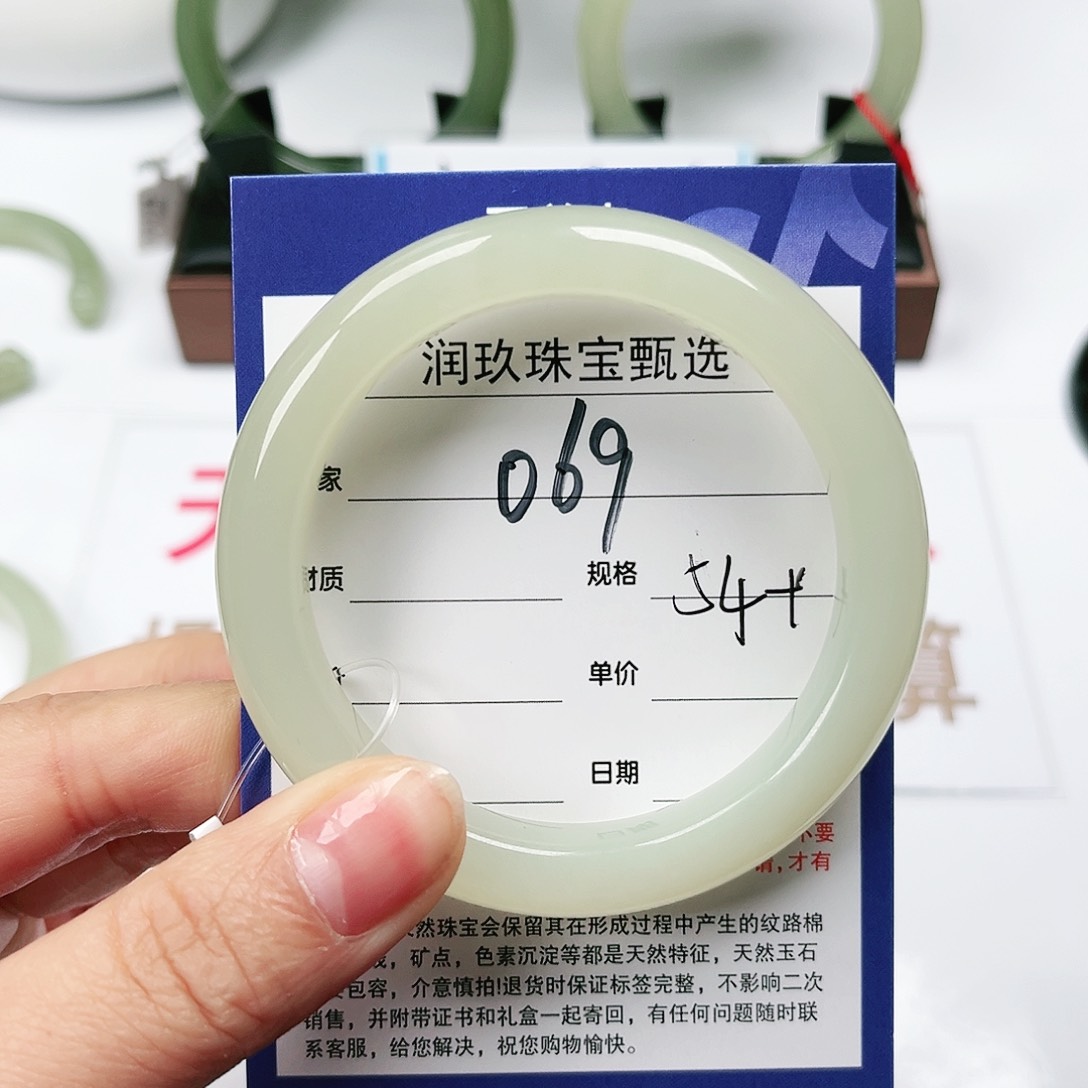 润玖珠宝甄选
家
069
材质
规格 54+
单价
日期
不要
请,才有
然珠宝会保留其在形成过程中产生的纹路棉
,矿点,色素沉淀等都是天然特征,天然玉石
包容,介意慎拍!退货时保证标签完整,不影响二次
销售,并附带证书和礼盒一起寄回,有任何问题随时联
系客服,给您解决,祝您购物愉快。
算